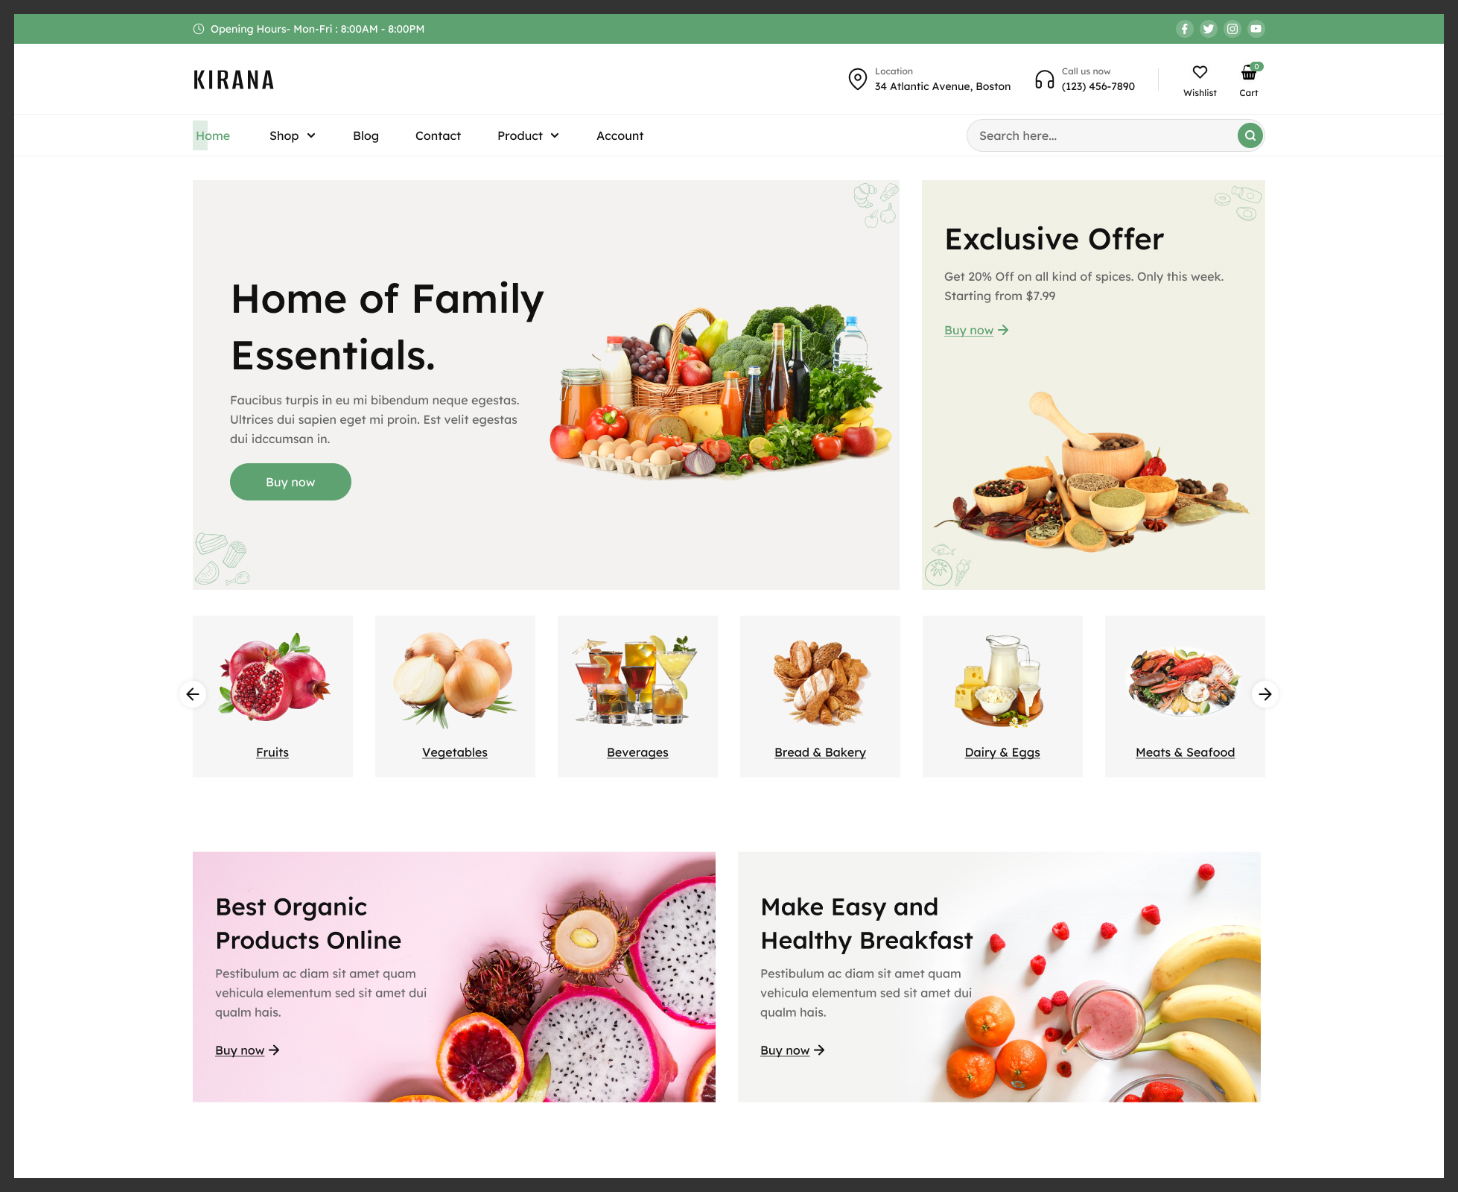 Opening Hours- Mon-Fri : 8:00AM - 8:00PM
KIRANA
Location
34 Atlantic Avenue, Boston
Call us now
(123) 456-7890
Wishlist
0
Cart
Home
Shop
Blog
Contact
Product
Account
Search here...
Home of Family
Essentials.
Faucibus turpis in eu mi bibendum neque egestas.
Ultrices dui sapien eget mi proin. Est velit egestas
dui idccumsan in.
Buy now
Exclusive Offer
Get 20% Off on all kind of spices. Only this week.
Starting from $7.99
Buy now
Fruits
Vegetables
Beverages
Bread & Bakery
Dairy & Eggs
Meats & Seafood
Best Organic
Products Online
Pestibulum ac diam sit amet quam
vehicula elementum sed sit amet dui
qualm hais.
Buy now
Make Easy and
Healthy Breakfast
Pestibulum ac diam sit amet quam
vehicula elementum sed sit amet dui
qualm hais.
Buy now